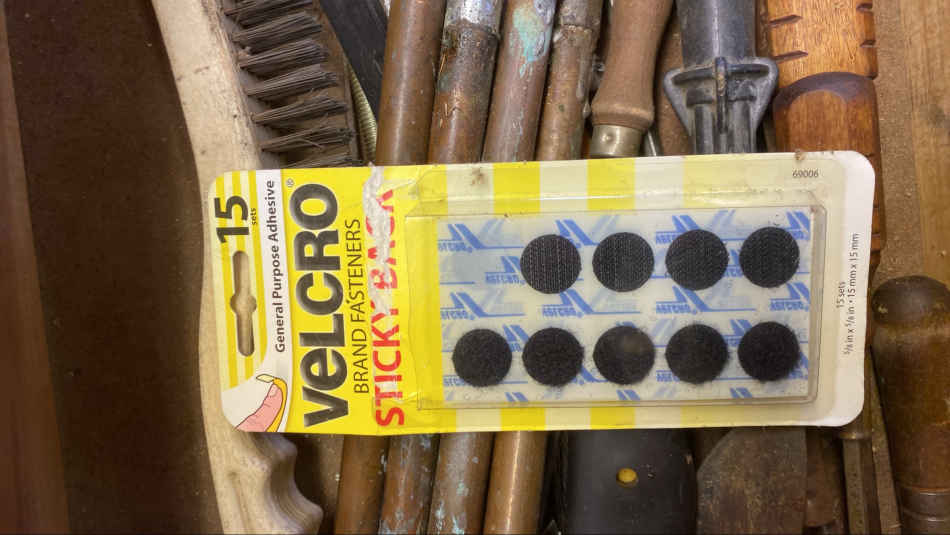 15
sets
General Purpose Adhesive
VeLCRO®
BRAND FASTENERS
STICKY BACK
69006
15 sets
5/8 in x 5/8 in • 15 mm x 15 mm